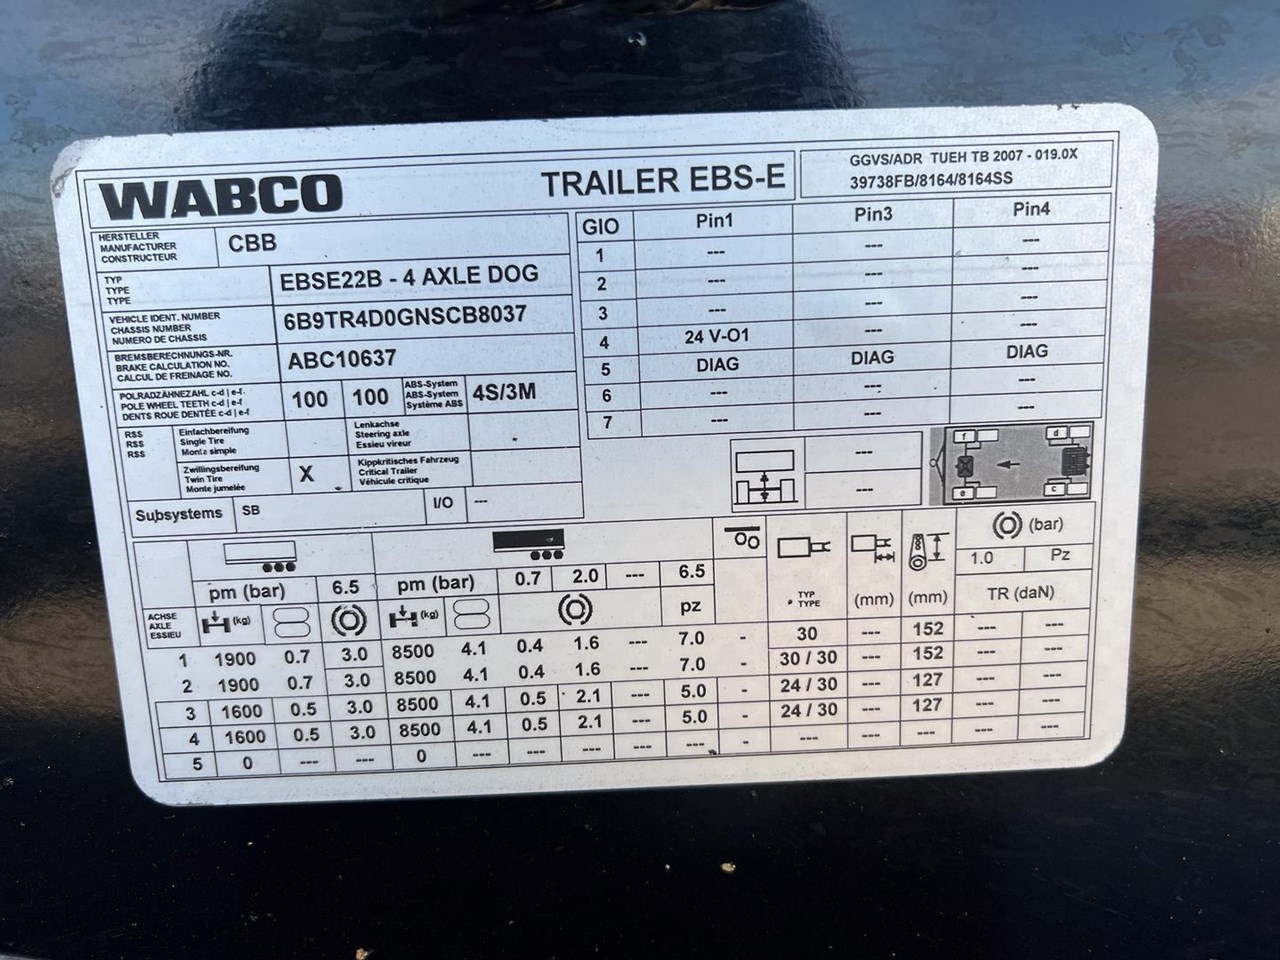 WABCO
TRAILER EBS-E
GGVS/ADR TUEH TB 2007 - 019.0X
39738FB/8164/8164SS
HERSTELLER
MANUFACTURER
CONSTRUCTEUR
CBB
TYP
TYPE
TYPE
EBSE22B - 4 AXLE DOG
VEHICLE IDENT. NUMBER
CHASSIS NUMBER
NUMERO DE CHASSIS
6B9TR4D0GNSCB8037
BREMSBERECHNUNGS-NR.
BRAKE CALCULATION NO.
CALCUL DE FREINAGE NO.
ABC10637
POLRADZÄHNEZAHL c-d | e-f.
POLE WHEEL TEETH c-d | e-f
DENTS ROUE DENTÉE c-d | e-f
100 100
ABS-System
ABS-System
Système ABS
4S/3M
RSS
RSS
RSS
Einfachbereifung
Single Tire
Monte simple
Lenkachse
Steering axle
Essieu vireur
Zwillingsbereifung
Twin Tire
Monte jumelée
X
Kippkritisches Fahrzeug
Critical Trailer
Véhicule critique
Subsystems SB I/O ---
GIO Pin1 Pin3 Pin4
1 --- --- ---
2 --- --- ---
3 --- --- ---
4 24 V-O1 --- ---
5 DIAG DIAG DIAG
6 --- --- ---
7 --- --- ---
---
---
f d
e c
pm (bar) 6.5 pm (bar) 0.7 2.0 --- 6.5
(bar)
1.0 Pz
ACHSE
AXLE
ESSIEU
(kg) (kg) pz
TYP
TYPE
(mm) (mm) TR (daN)
1 1900 0.7 3.0 8500 4.1 0.4 1.6 --- 7.0 - 30 --- 152 --- ---
2 1900 0.7 3.0 8500 4.1 0.4 1.6 --- 7.0 - 30 / 30 --- 152 --- ---
3 1600 0.5 3.0 8500 4.1 0.5 2.1 --- 5.0 - 24 / 30 --- 127 --- ---
4 1600 0.5 3.0 8500 4.1 0.5 2.1 --- 5.0 - 24 / 30 --- 127 --- ---
5 0 --- --- 0 --- --- --- --- --- - --- --- --- --- ---